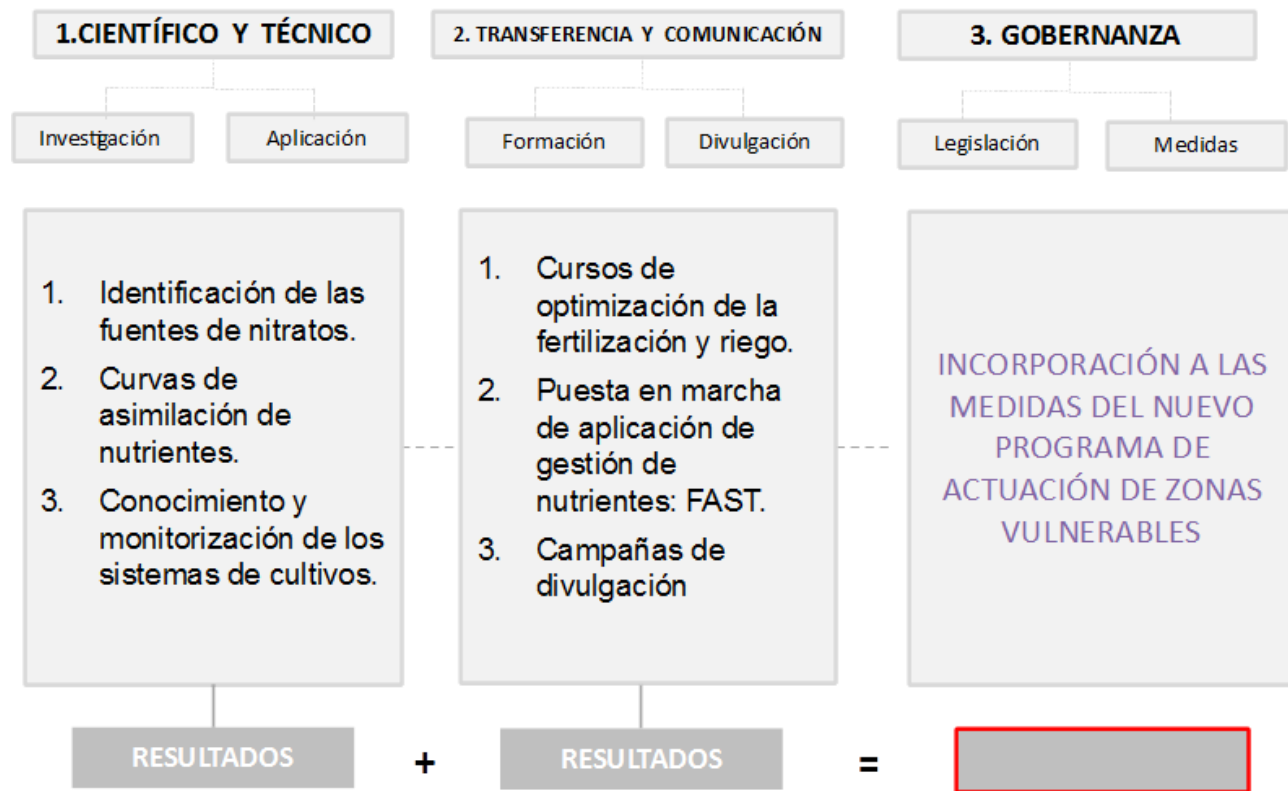 1.CIENTÍFICO Y TÉCNICO
Investigación
Aplicación
1. Identificación de las
fuentes de nitratos.
2. Curvas de
asimilación de
nutrientes.
3. Conocimiento y
monitorización de los
sistemas de cultivos.
RESULTADOS
+
2. TRANSFERENCIA Y COMUNICACIÓN
Formación
Divulgación
1. Cursos de
optimización de la
fertilización y riego.
2. Puesta en marcha
de aplicación de
gestión de
nutrientes: FAST.
3. Campañas de
divulgación
RESULTADOS
=
3. GOBERNANZA
Legislación
Medidas
INCORPORACIÓN A LAS
MEDIDAS DEL NUEVO
PROGRAMA DE
ACTUACIÓN DE ZONAS
VULNERABLES